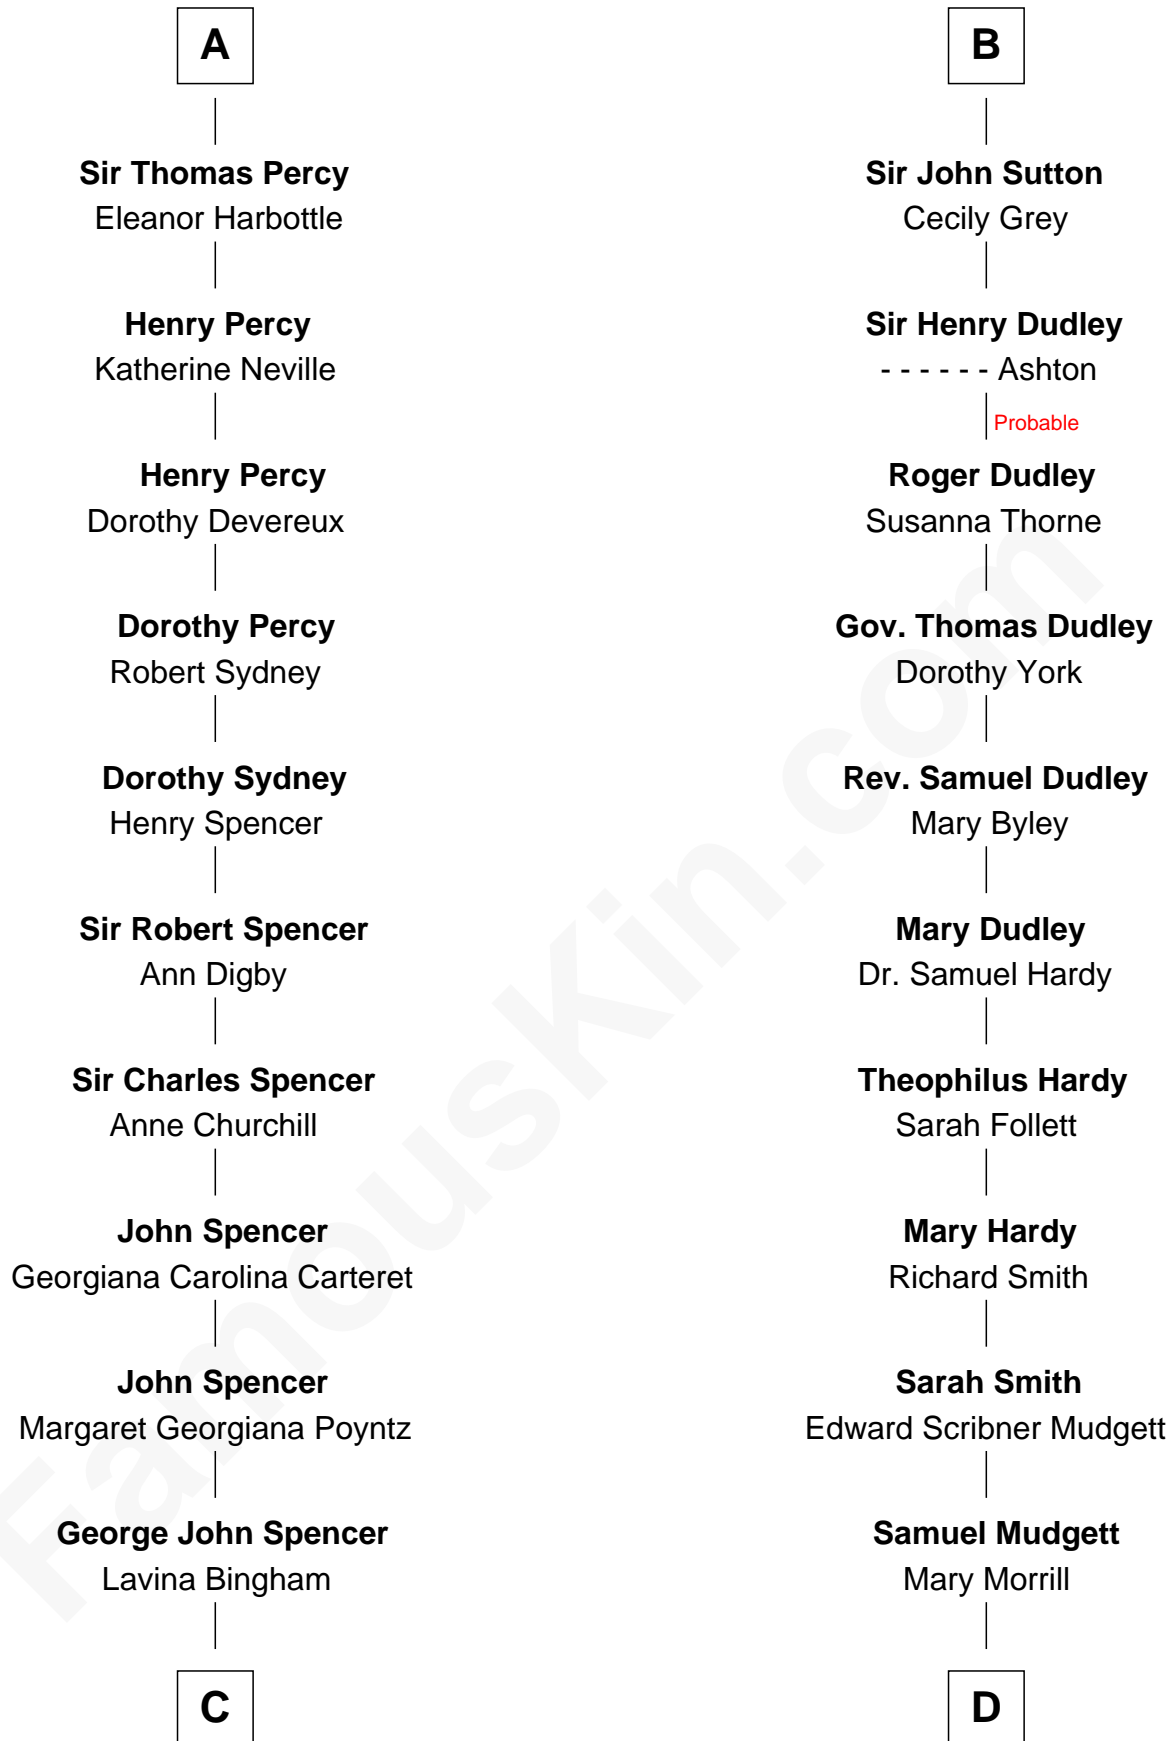 A
Sir Thomas Percy
Eleanor Harbottle
Henry Percy
Katherine Neville
Henry Percy
Dorothy Devereux
Dorothy Percy
Robert Sydney
Dorothy Sydney
Henry Spencer
Sir Robert Spencer
Ann Digby
Sir Charles Spencer
Anne Churchill
John Spencer
Georgiana Carolina Carteret
John Spencer
Margaret Georgiana Poyntz
George John Spencer
Lavina Bingham
C
B
Sir John Sutton
Cecily Grey
Sir Henry Dudley
- - - - - - Ashton
Probable
Roger Dudley
Susanna Thorne
Gov. Thomas Dudley
Dorothy York
Rev. Samuel Dudley
Mary Byley
Mary Dudley
Dr. Samuel Hardy
Theophilus Hardy
Sarah Follett
Mary Hardy
Richard Smith
Sarah Smith
Edward Scribner Mudgett
Samuel Mudgett
Mary Morrill
D
FamousKin.com